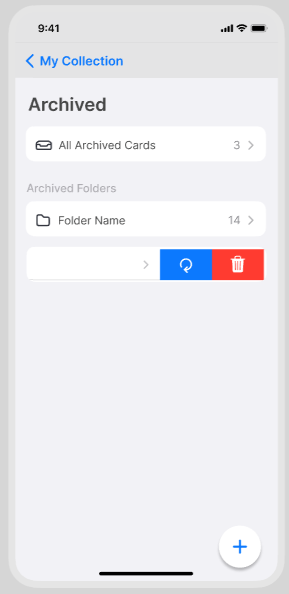 9:41
My Collection
Archived
All Archived Cards 3
Archived Folders
Folder Name 14